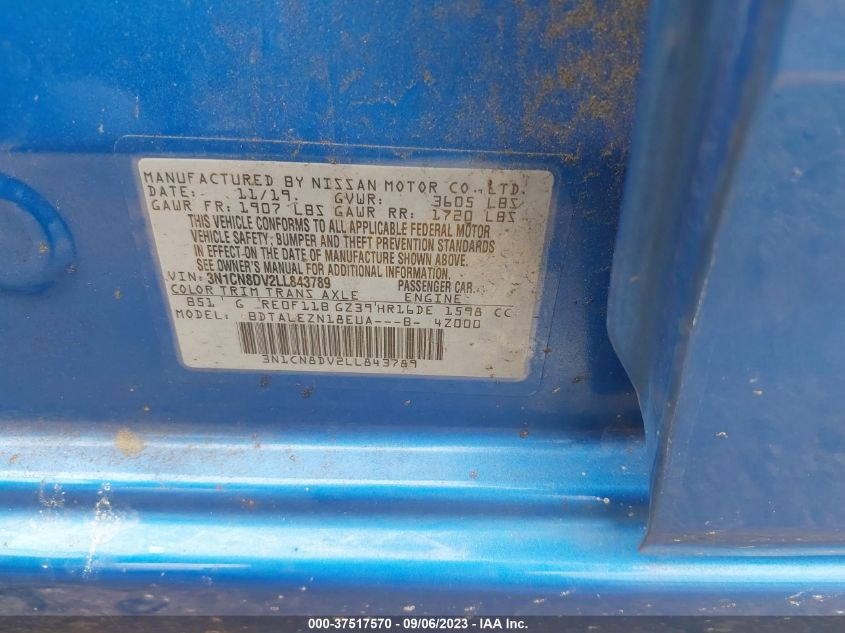 MANUFACTURED BY NISSAN MOTOR CO.,LTD.
DATE: 11/19. GVWR: 3605 LBS
GAWR FR: 1907 LBS GAWR RR: 1720 LBS
THIS VEHICLE CONFORMS TO ALL APPLICABLE FEDERAL MOTOR
VEHICLE SAFETY: BUMPER AND THEFT PREVENTION STANDARDS
IN EFFECT ON THE DATE OF MANUFACTURE SHOWN ABOVE.
SEE OWNER'S MANUAL FOR ADDITIONAL INFORMATION.
VIN: 3N1CN8DV2LL843789 PASSENGER CAR.
COLOR TRIM TRANS AXLE ENGINE
B51 G RE0F11B GZ39 HR16DE 1598 CC
MODEL: BDTALEZN18EUA---B- 4Z000
3N1CN8DV2LL843789
000-37517570 - 09/06/2023 - IAA Inc.